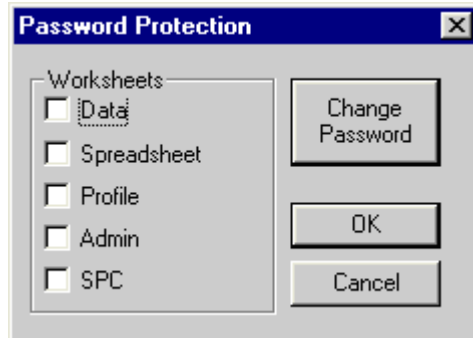 Password Protection
Worksheets
Data
Spreadsheet
Profile
Admin
SPC
Change
Password
OK
Cancel